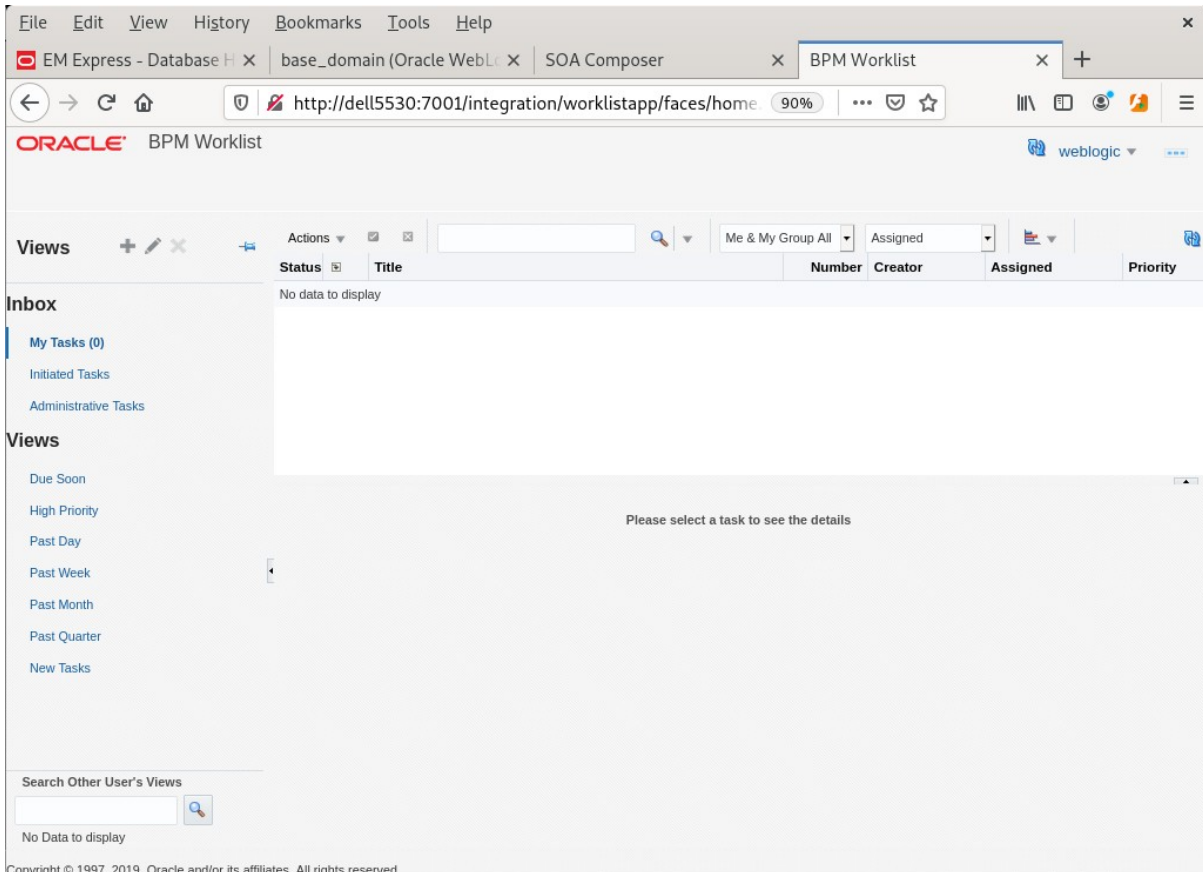 File Edit View History Bookmarks Tools Help
EM Express - Database H base_domain (Oracle WebLo SOA Composer BPM Worklist
http://dell5530:7001/integration/worklistapp/faces/home. 90%
ORACLE BPM Worklist weblogic
Views Actions Me & My Group All Assigned
Status Title Number Creator Assigned Priority
No data to display
Inbox
My Tasks (0)
Initiated Tasks
Administrative Tasks
Views
Due Soon
High Priority
Please select a task to see the details
Past Day
Past Week
Past Month
Past Quarter
New Tasks
Search Other User's Views
No Data to display
Copyright © 1997, 2019, Oracle and/or its affiliates. All rights reserved.